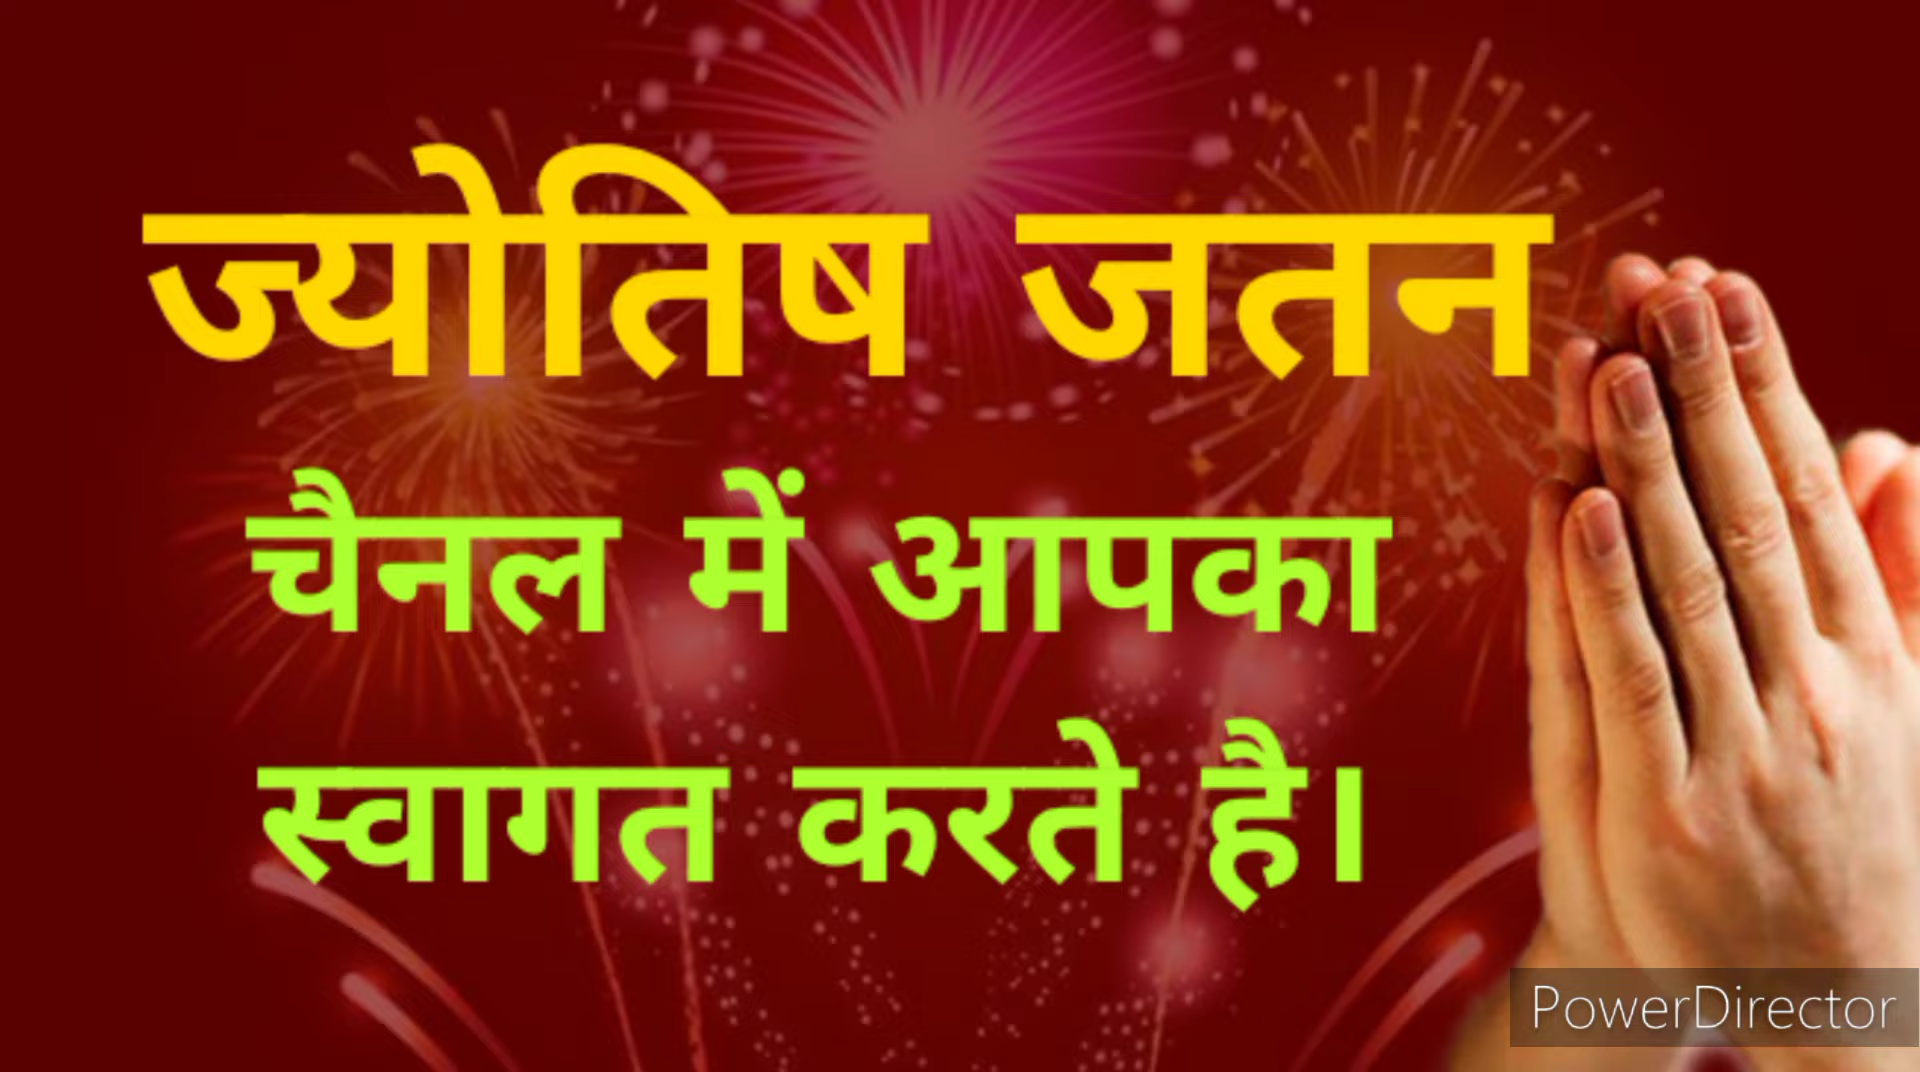 ज्योतिष जतन
चैनल में आपका
स्वागत करते है।
PowerDirector